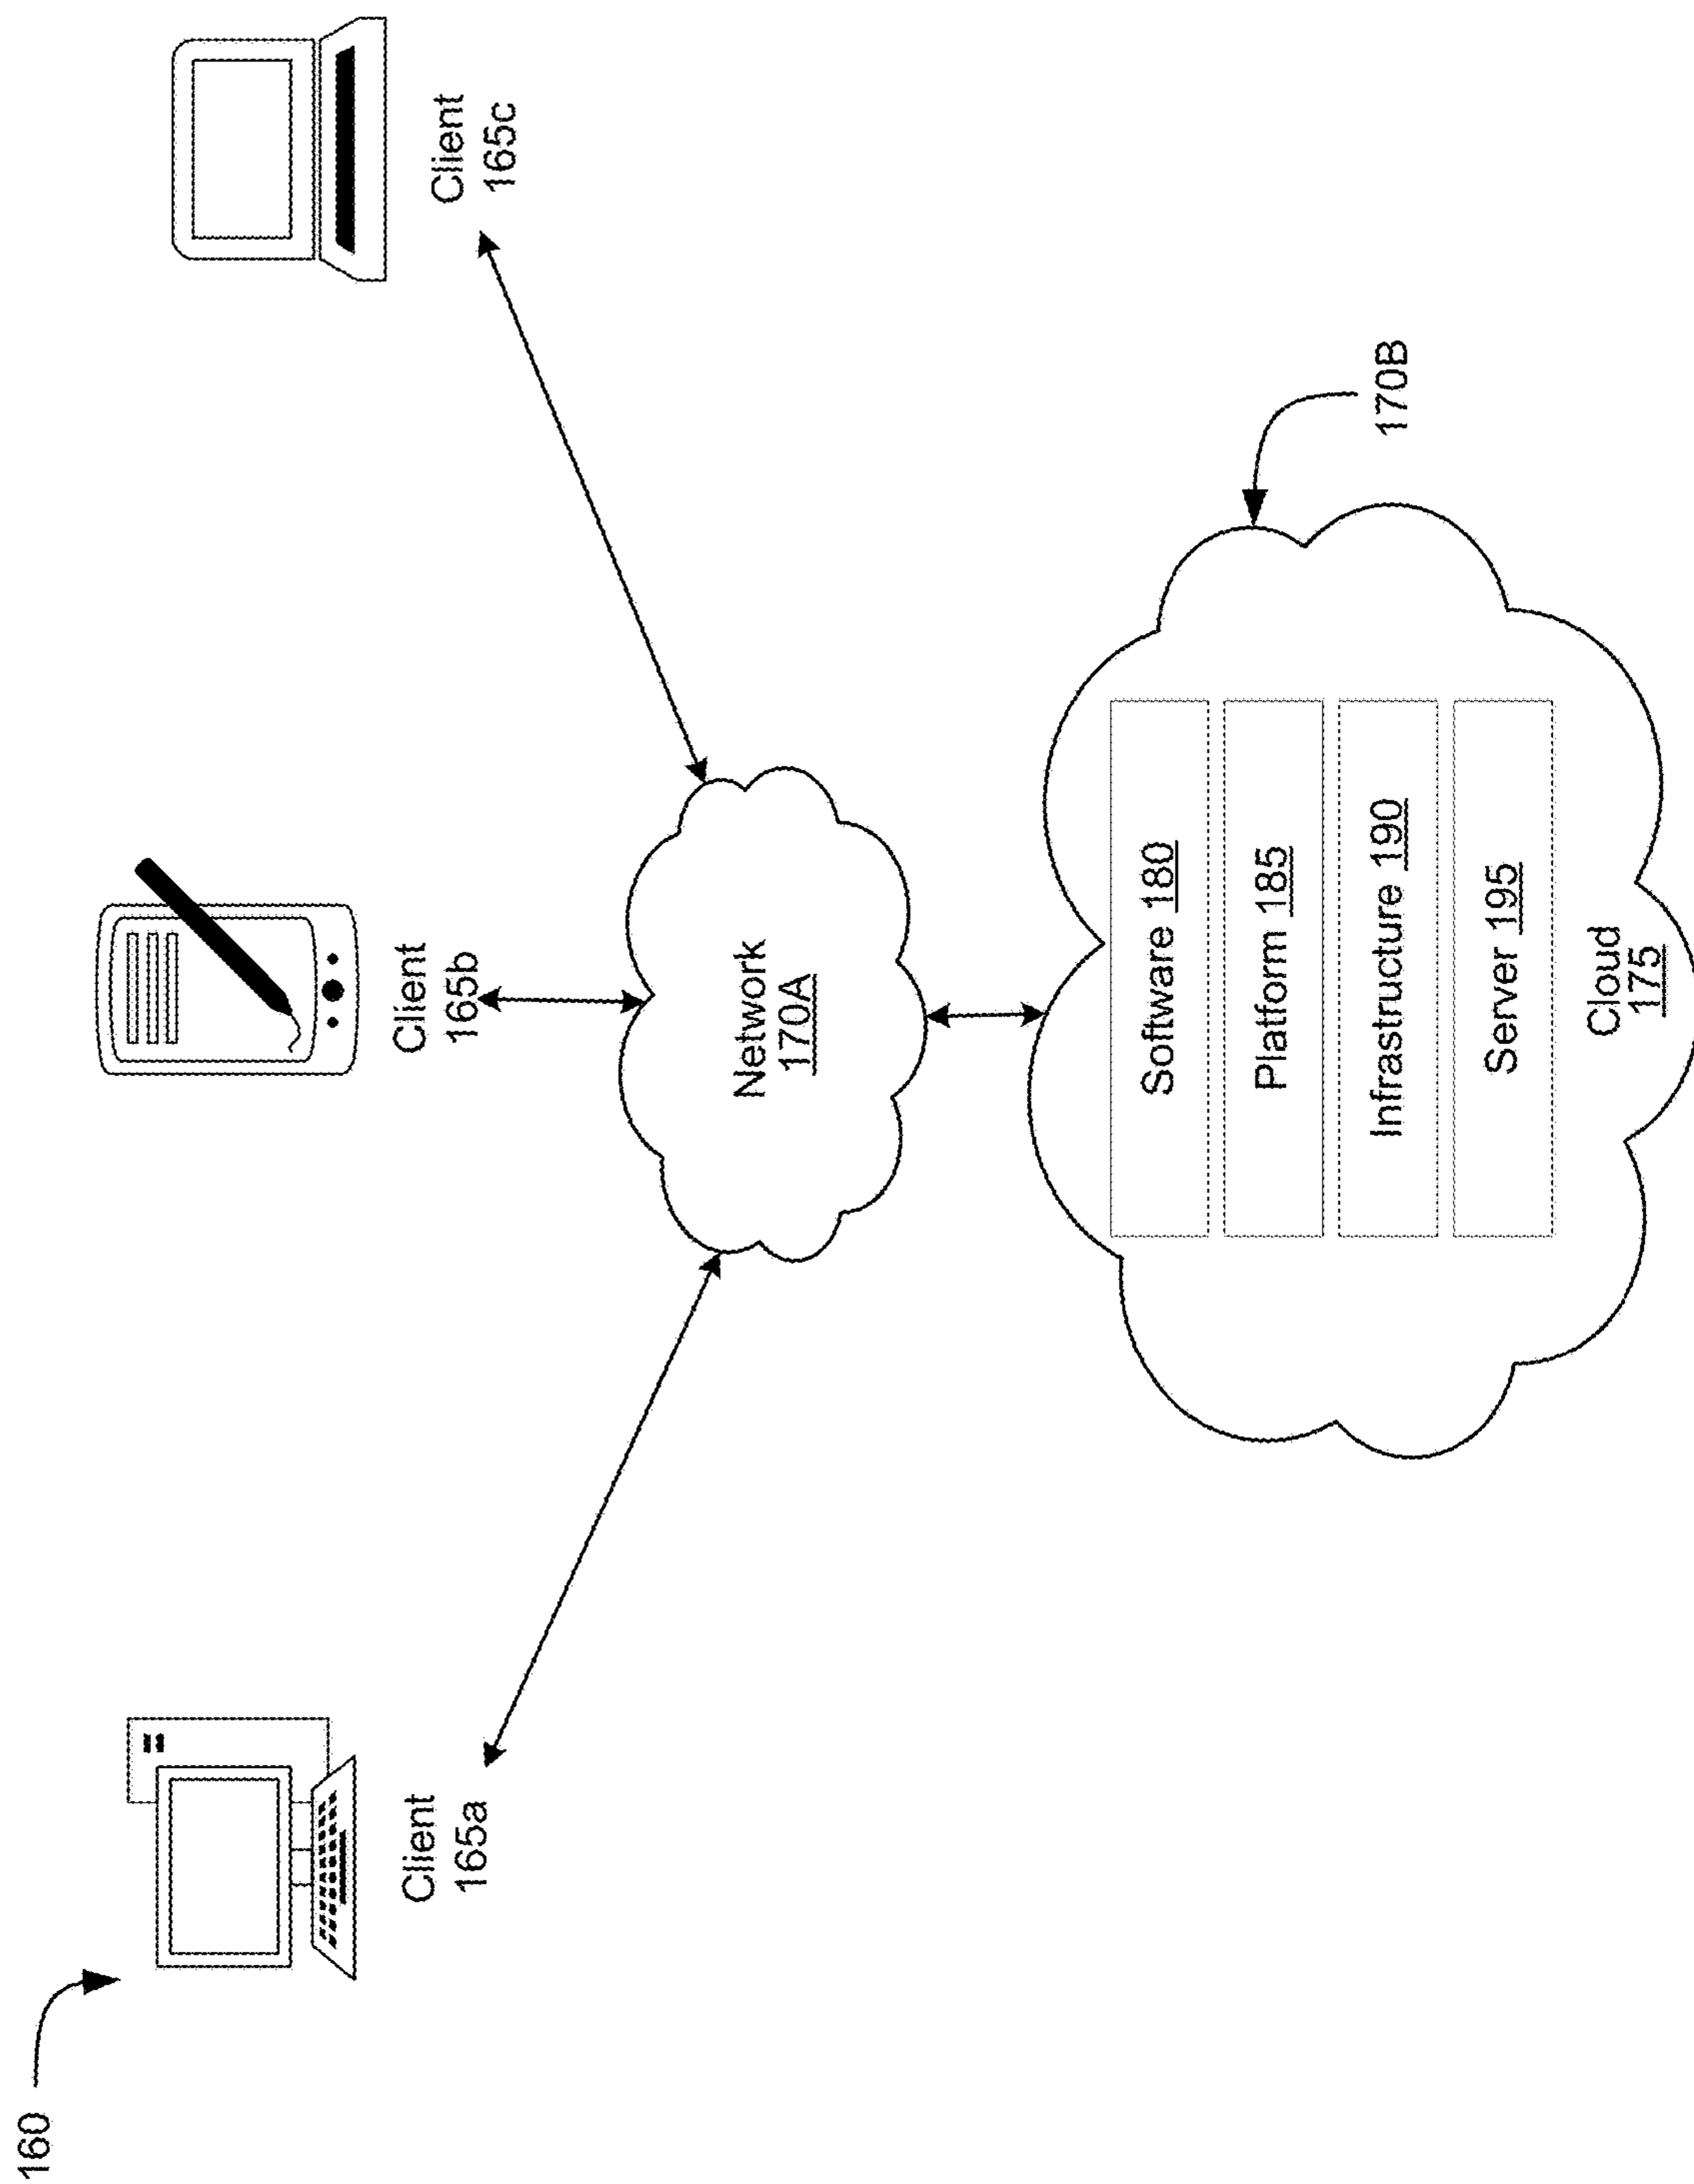 160
Client
165a
Client
165b
Client
165c
Network
170A
170B
Software 180
Platform 185
Infrastructure 190
Server 195
Cloud
175